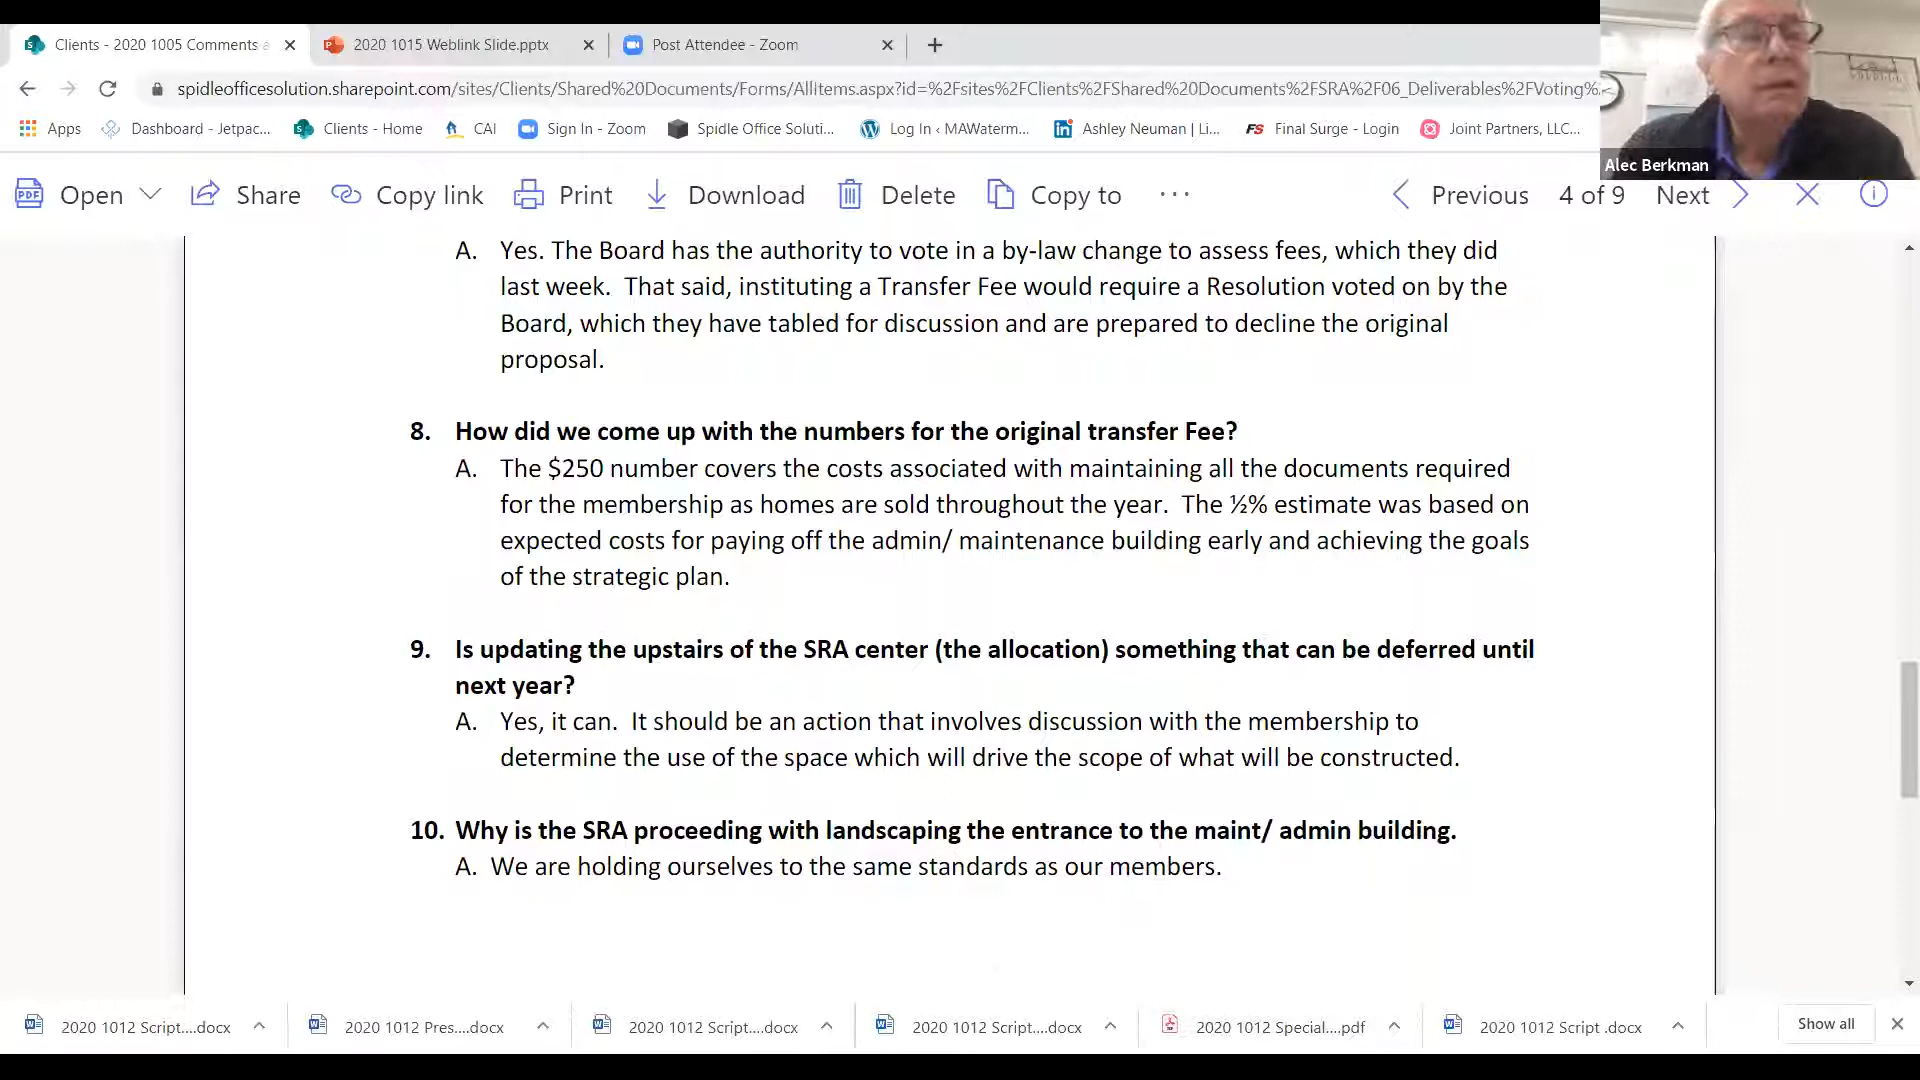 Clients - 2020 1005 Comments a
2020 1015 Weblink Slide.pptx
Post Attendee - Zoom
spidleofficesolution.sharepoint.com/sites/Clients/Shared%20Documents/Forms/AllItems.aspx?id=%2Fsites%2FClients%2FShared%20Documents%2FSRA%2F06_Deliverables%2FVoting%
Apps
Dashboard - Jetpac...
Clients - Home
CAI
Sign In - Zoom
Spidle Office Soluti...
Log In ‹ MAWaterm...
Ashley Neuman | Li...
FS Final Surge - Login
Joint Partners, LLC...
Alec Berkman
PDF Open
Share
Copy link
Print
Download
Delete
Copy to
...
Previous
4 of 9
Next
A. Yes. The Board has the authority to vote in a by-law change to assess fees, which they did
last week. That said, instituting a Transfer Fee would require a Resolution voted on by the
Board, which they have tabled for discussion and are prepared to decline the original
proposal.
8. How did we come up with the numbers for the original transfer Fee?
A. The $250 number covers the costs associated with maintaining all the documents required
for the membership as homes are sold throughout the year. The ½% estimate was based on
expected costs for paying off the admin/ maintenance building early and achieving the goals
of the strategic plan.
9. Is updating the upstairs of the SRA center (the allocation) something that can be deferred until
next year?
A. Yes, it can. It should be an action that involves discussion with the membership to
determine the use of the space which will drive the scope of what will be constructed.
10. Why is the SRA proceeding with landscaping the entrance to the maint/ admin building.
A. We are holding ourselves to the same standards as our members.
2020 1012 Script....docx
2020 1012 Pres....docx
2020 1012 Script....docx
2020 1012 Script....docx
2020 1012 Special....pdf
2020 1012 Script .docx
Show all